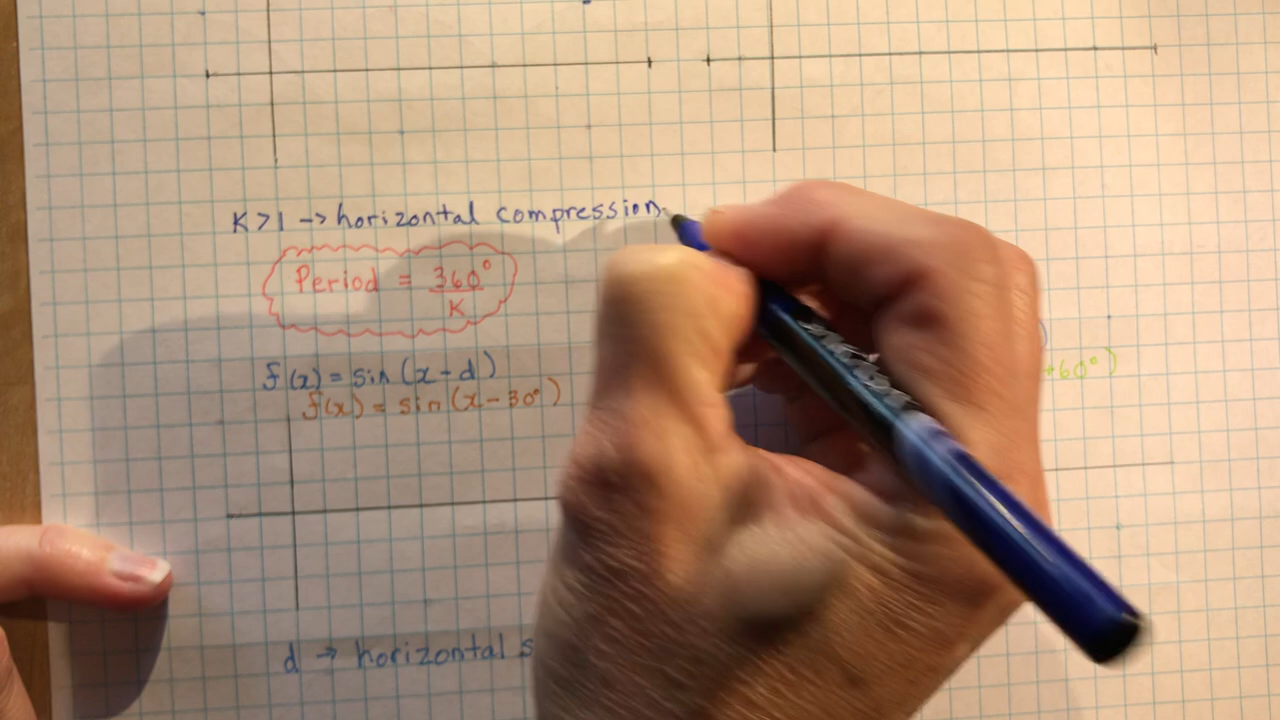 K>1 → horizontal compression
Period = 360°
K
f(x) = sin(x-d)
f(x) = sin(x-30°)
+60°)
d → horizontal